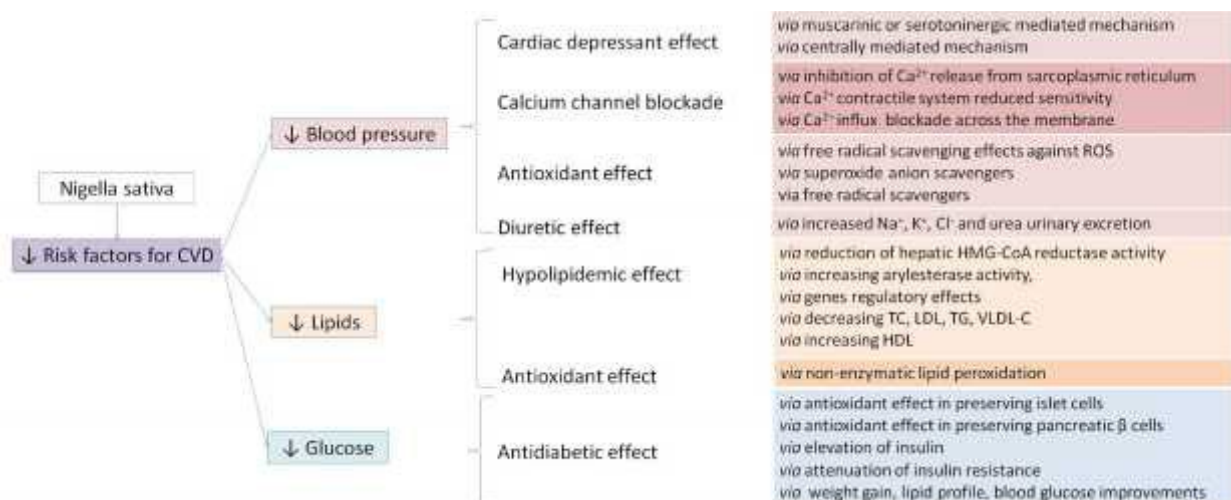 Nigella sativa
↓ Risk factors for CVD
↓ Blood pressure
Cardiac depressant effect
via muscarinic or serotoninergic mediated mechanism
via centrally mediated mechanism
Calcium channel blockade
via inhibition of Ca²⁺ release from sarcoplasmic reticulum
via Ca²⁺ contractile system reduced sensitivity
via Ca²⁺ influx blockade across the membrane
Antioxidant effect
via free radical scavenging effects against ROS
via superoxide anion scavengers
via free radical scavengers
Diuretic effect
via increased Na⁺, K⁺, Cl⁻ and urea urinary excretion
↓ Lipids
Hypolipidemic effect
via reduction of hepatic HMG-CoA reductase activity
via increasing arylesterase activity,
via genes regulatory effects
via decreasing TC, LDL, TG, VLDL-C
via increasing HDL
Antioxidant effect
via non-enzymatic lipid peroxidation
↓ Glucose
Antidiabetic effect
via antioxidant effect in preserving islet cells
via antioxidant effect in preserving pancreatic β cells
via elevation of insulin
via attenuation of insulin resistance
via weight gain, lipid profile, blood glucose improvements